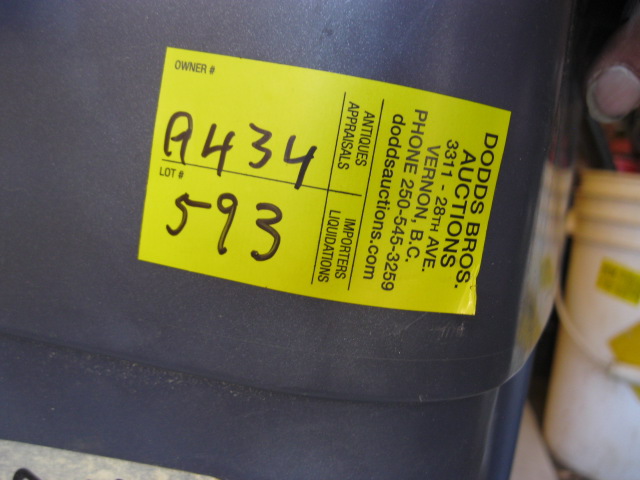 DODDS BROS.
AUCTIONS
3311 - 28TH AVE.
VERNON, B.C.
PHONE 250-545-3259
doddsauctions.com
ANTIQUES
APPRAISALS
IMPORTERS
LIQUIDATIONS
OWNER #
A434
LOT #
593